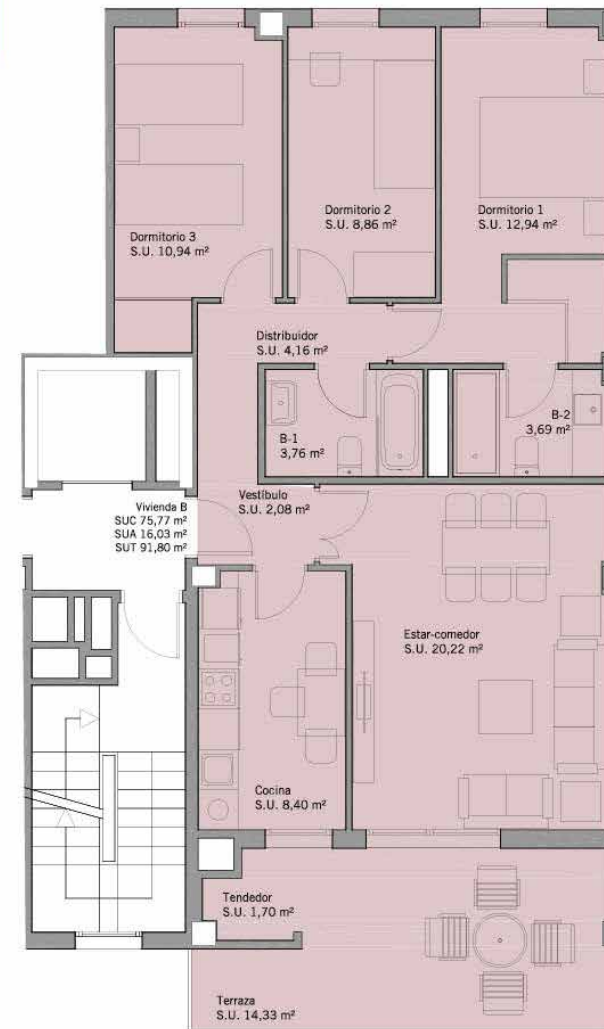 Dormitorio 3
S.U. 10,94 m²
Dormitorio 2
S.U. 8,86 m²
Dormitorio 1
S.U. 12,94 m²
Distribuidor
S.U. 4,16 m²
B-1
3,76 m²
B-2
3,69 m²
Vestíbulo
S.U. 2,08 m²
Vivienda B
SUC 75,77 m²
SUA 16,03 m²
SUT 91,80 m²
Estar-comedor
S.U. 20,22 m²
Cocina
S.U. 8,40 m²
Tendedor
S.U. 1,70 m²
Terraza
S.U. 14,33 m²